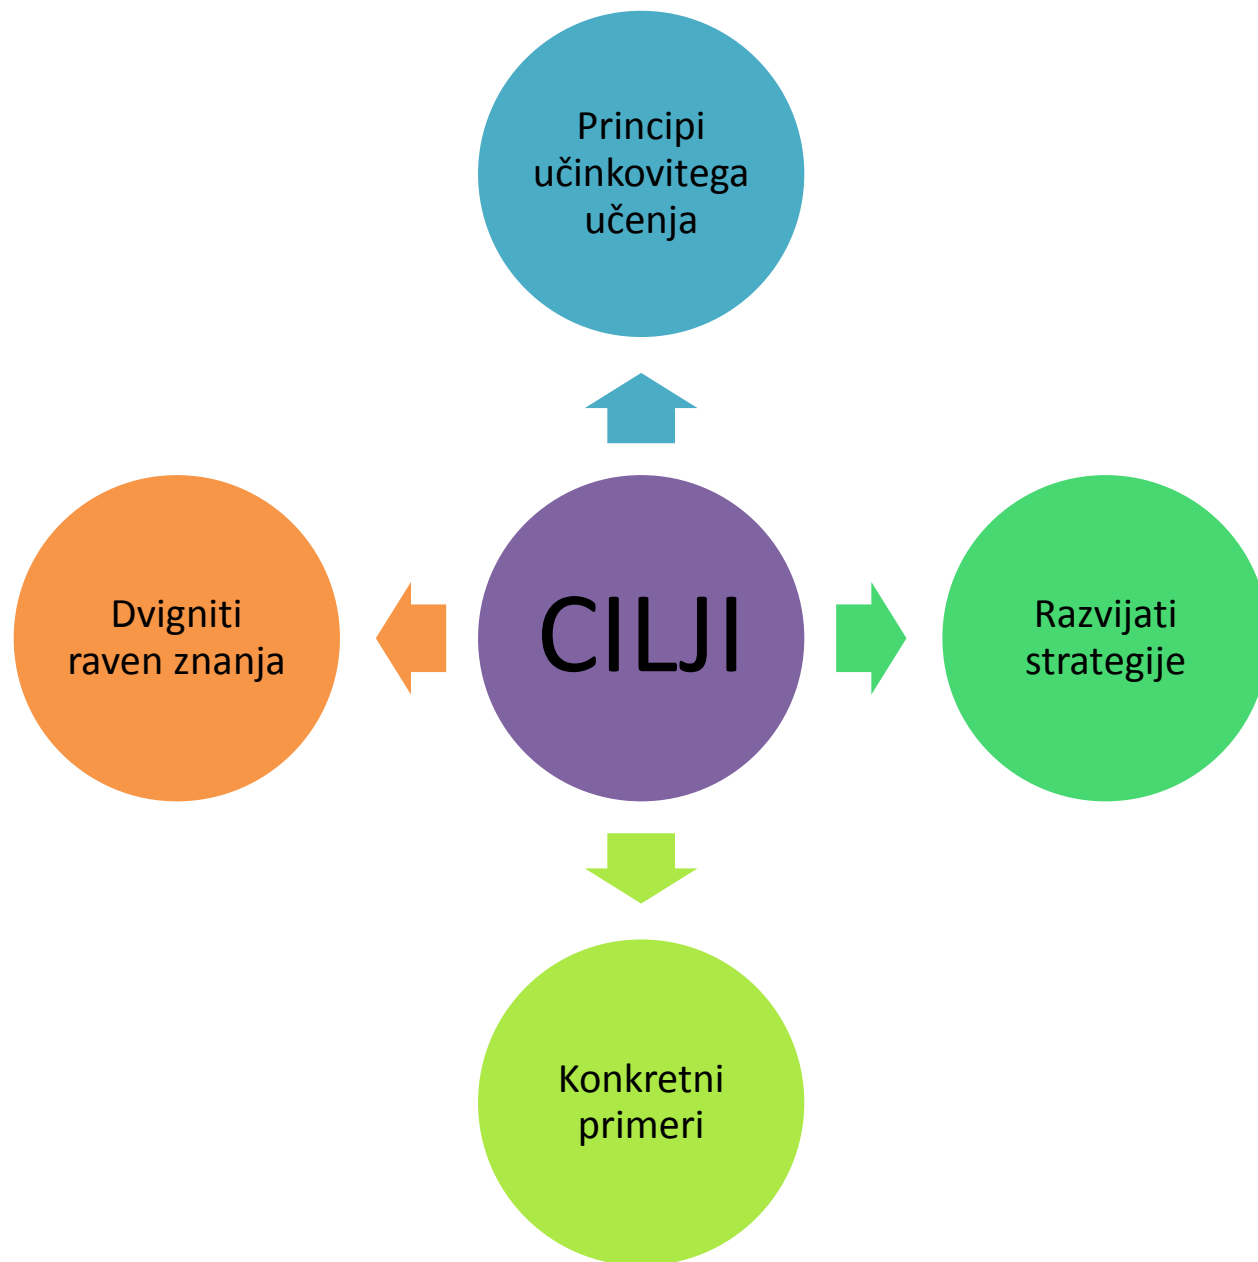 Principi
učinkovitega
učenja
Dvigniti
raven znanja
CILJI
Razvijati
strategije
Konkretni
primeri